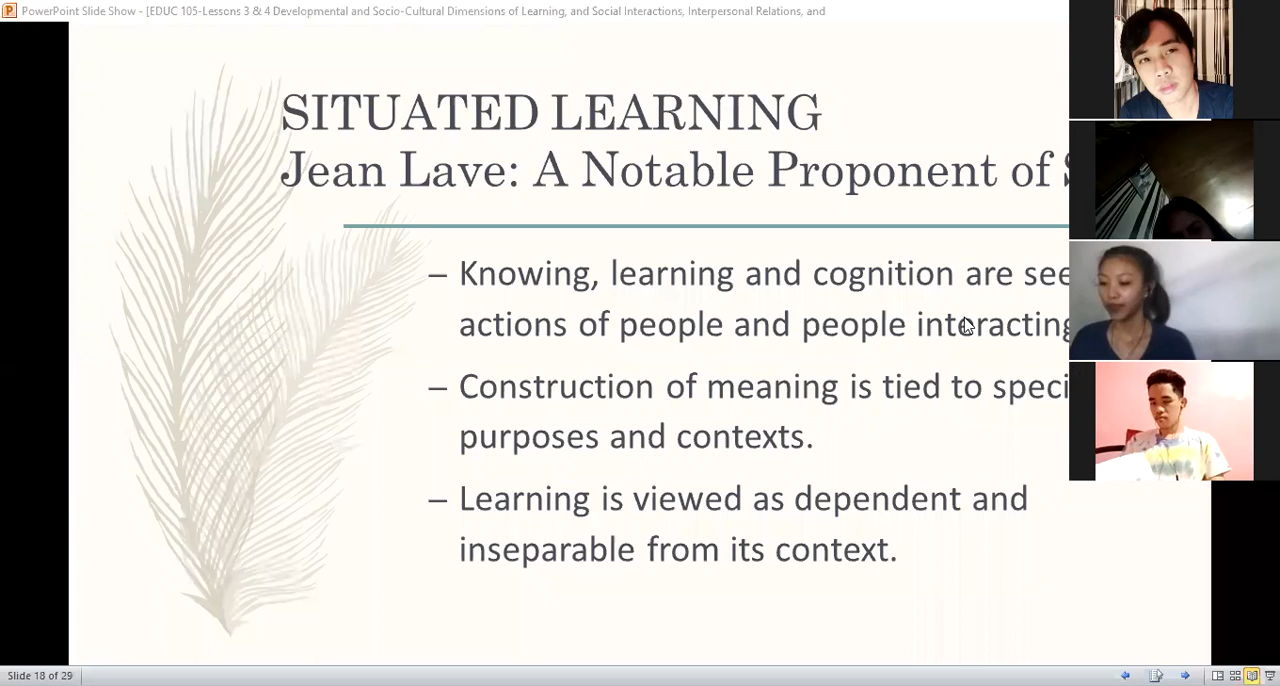 PowerPoint Slide Show - [EDUC 105-Lessons 3 & 4 Developmental and Socio-Cultural Dimensions of Learning, and Social Interactions, Interpersonal Relations, and
SITUATED LEARNING
Jean Lave: A Notable Proponent of
Knowing, learning and cognition are
actions of people and people interacting
– Construction of meaning is tied to
purposes and contexts.
– Learning is viewed as dependent and
inseparable from its context.
Slide 18 of 29